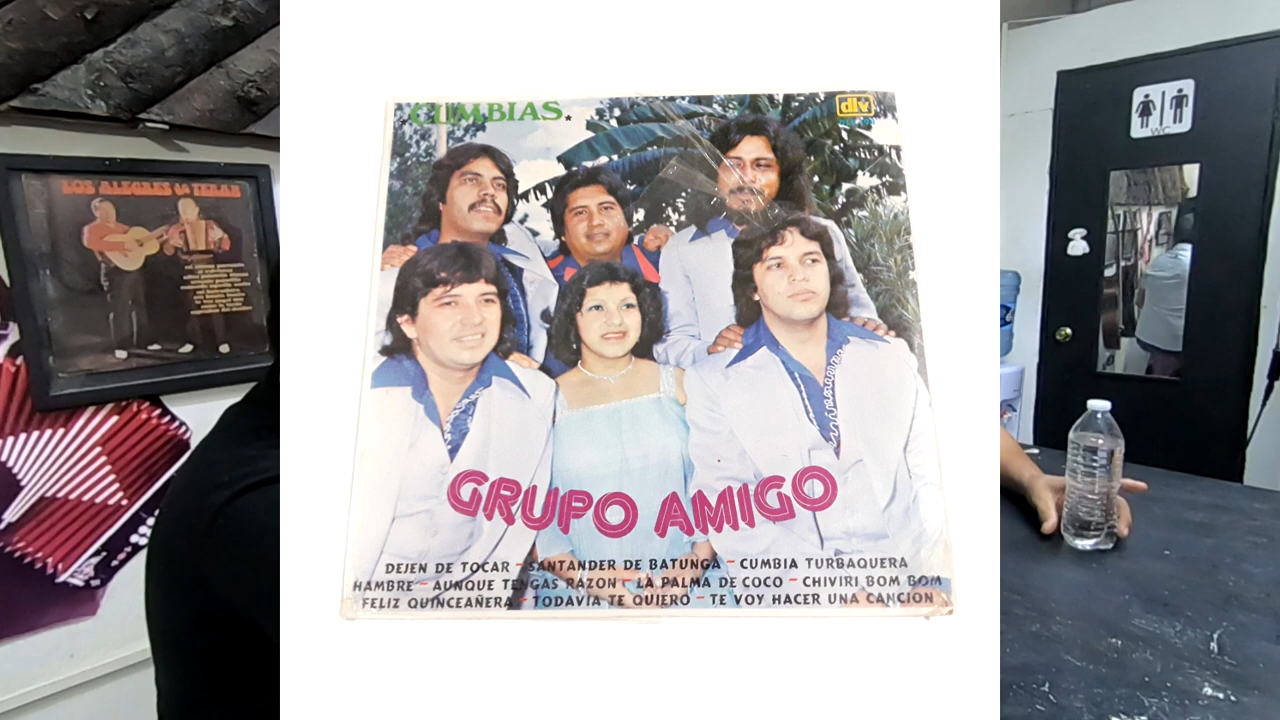 LOS ALEGRES de TERAN
*CUMBIAS*
dlv
GRUPO AMIGO
DEJEN DE TOCAR – SANTANDER DE BATUNGA – CUMBIA TURBAQUERA
HAMBRE – AUNQUE TENGAS RAZON – LA PALMA DE COCO – CHIVIRI BOM BOM
FELIZ QUINCEAÑERA – TODAVIA TE QUIERO – TE VOY HACER UNA CANCION
WC